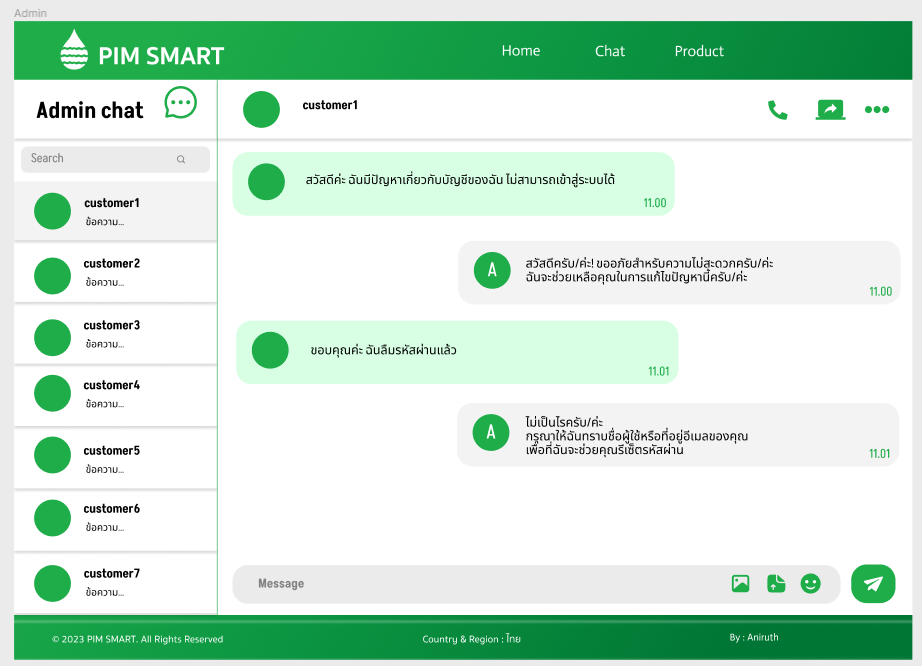 Admin
PIM SMART
Home
Chat
Product
Admin chat
Search
customer1
ข้อความ...
customer2
ข้อความ...
customer3
ข้อความ...
customer4
ข้อความ...
customer5
ข้อความ...
customer6
ข้อความ...
customer7
ข้อความ...
customer1
สวัสดีค่ะ ฉันมีปัญหาเกี่ยวกับบัญชีของฉัน ไม่สามารถเข้าสู่ระบบได้
11.00
A
สวัสดีครับ/ค่ะ! ขออภัยสำหรับความไม่สะดวกครับ/ค่ะ
ฉันจะช่วยเหลือคุณในการแก้ไขปัญหานี้ครับ/ค่ะ
11.00
ขอบคุณค่ะ ฉันลืมรหัสผ่านแล้ว
11.01
A
ไม่เป็นไรครับ/ค่ะ
กรุณาให้ฉันทราบชื่อผู้ใช้หรือที่อยู่อีเมลของคุณ
เพื่อที่ฉันจะช่วยคุณรีเซ็ตรหัสผ่าน
11.01
Message
© 2023 PIM SMART. All Rights Reserved
Country & Region : ไทย
By : Aniruth